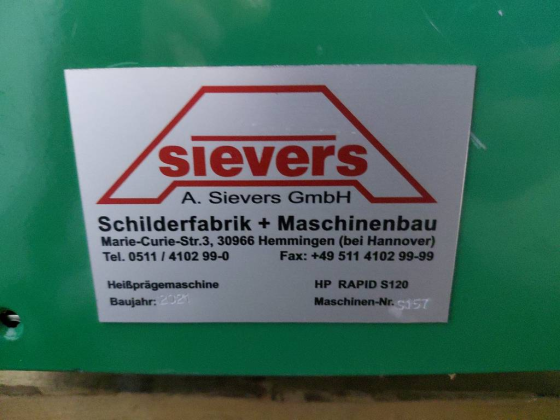 sievers
A. Sievers GmbH
Schilderfabrik + Maschinenbau
Marie-Curie-Str.3, 30966 Hemmingen (bei Hannover)
Tel. 0511 / 4102 99-0 Fax: +49 511 4102 99-99
Heißprägemaschine HP RAPID S120
Baujahr: Maschinen-Nr.